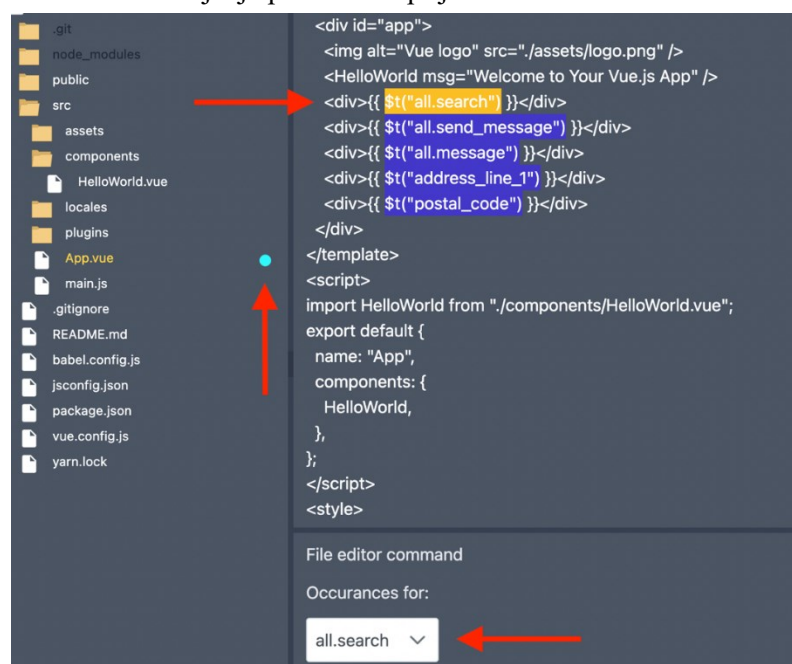 .git
node_modules
public
src
assets
components
HelloWorld.vue
locales
plugins
App.vue
main.js
.gitignore
README.md
babel.config.js
jsconfig.json
package.json
vue.config.js
yarn.lock
<div id="app">
<img alt="Vue logo" src="./assets/logo.png" />
<HelloWorld msg="Welcome to Your Vue.js App" />
<div>{{ $t("all.search") }}</div>
<div>{{ $t("all.send_message") }}</div>
<div>{{ $t("all.message") }}</div>
<div>{{ $t("address_line_1") }}</div>
<div>{{ $t("postal_code") }}</div>
</div>
</template>
<script>
import HelloWorld from "./components/HelloWorld.vue";
export default {
name: "App",
components: {
HelloWorld,
},
};
</script>
<style>
File editor command
Occurances for:
all.search